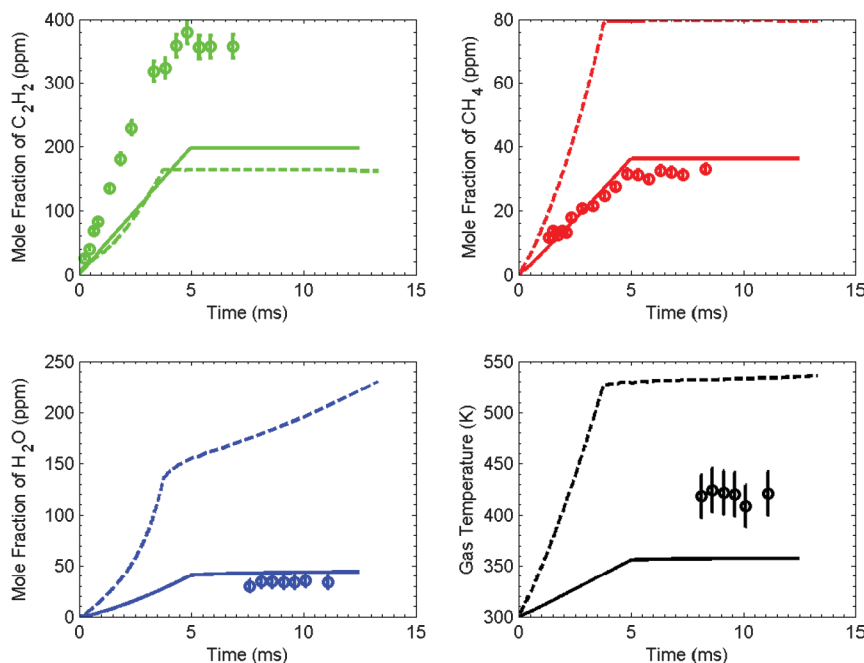 Mole Fraction of C₂H₂ (ppm)
400
300
200
100
0
0 5 10 15
Time (ms)
Mole Fraction of CH₄ (ppm)
80
60
40
20
0
0 5 10 15
Time (ms)
Mole Fraction of H₂O (ppm)
250
200
150
100
50
0
0 5 10 15
Time (ms)
Gas Temperature (K)
550
500
450
400
350
300
0 5 10 15
Time (ms)